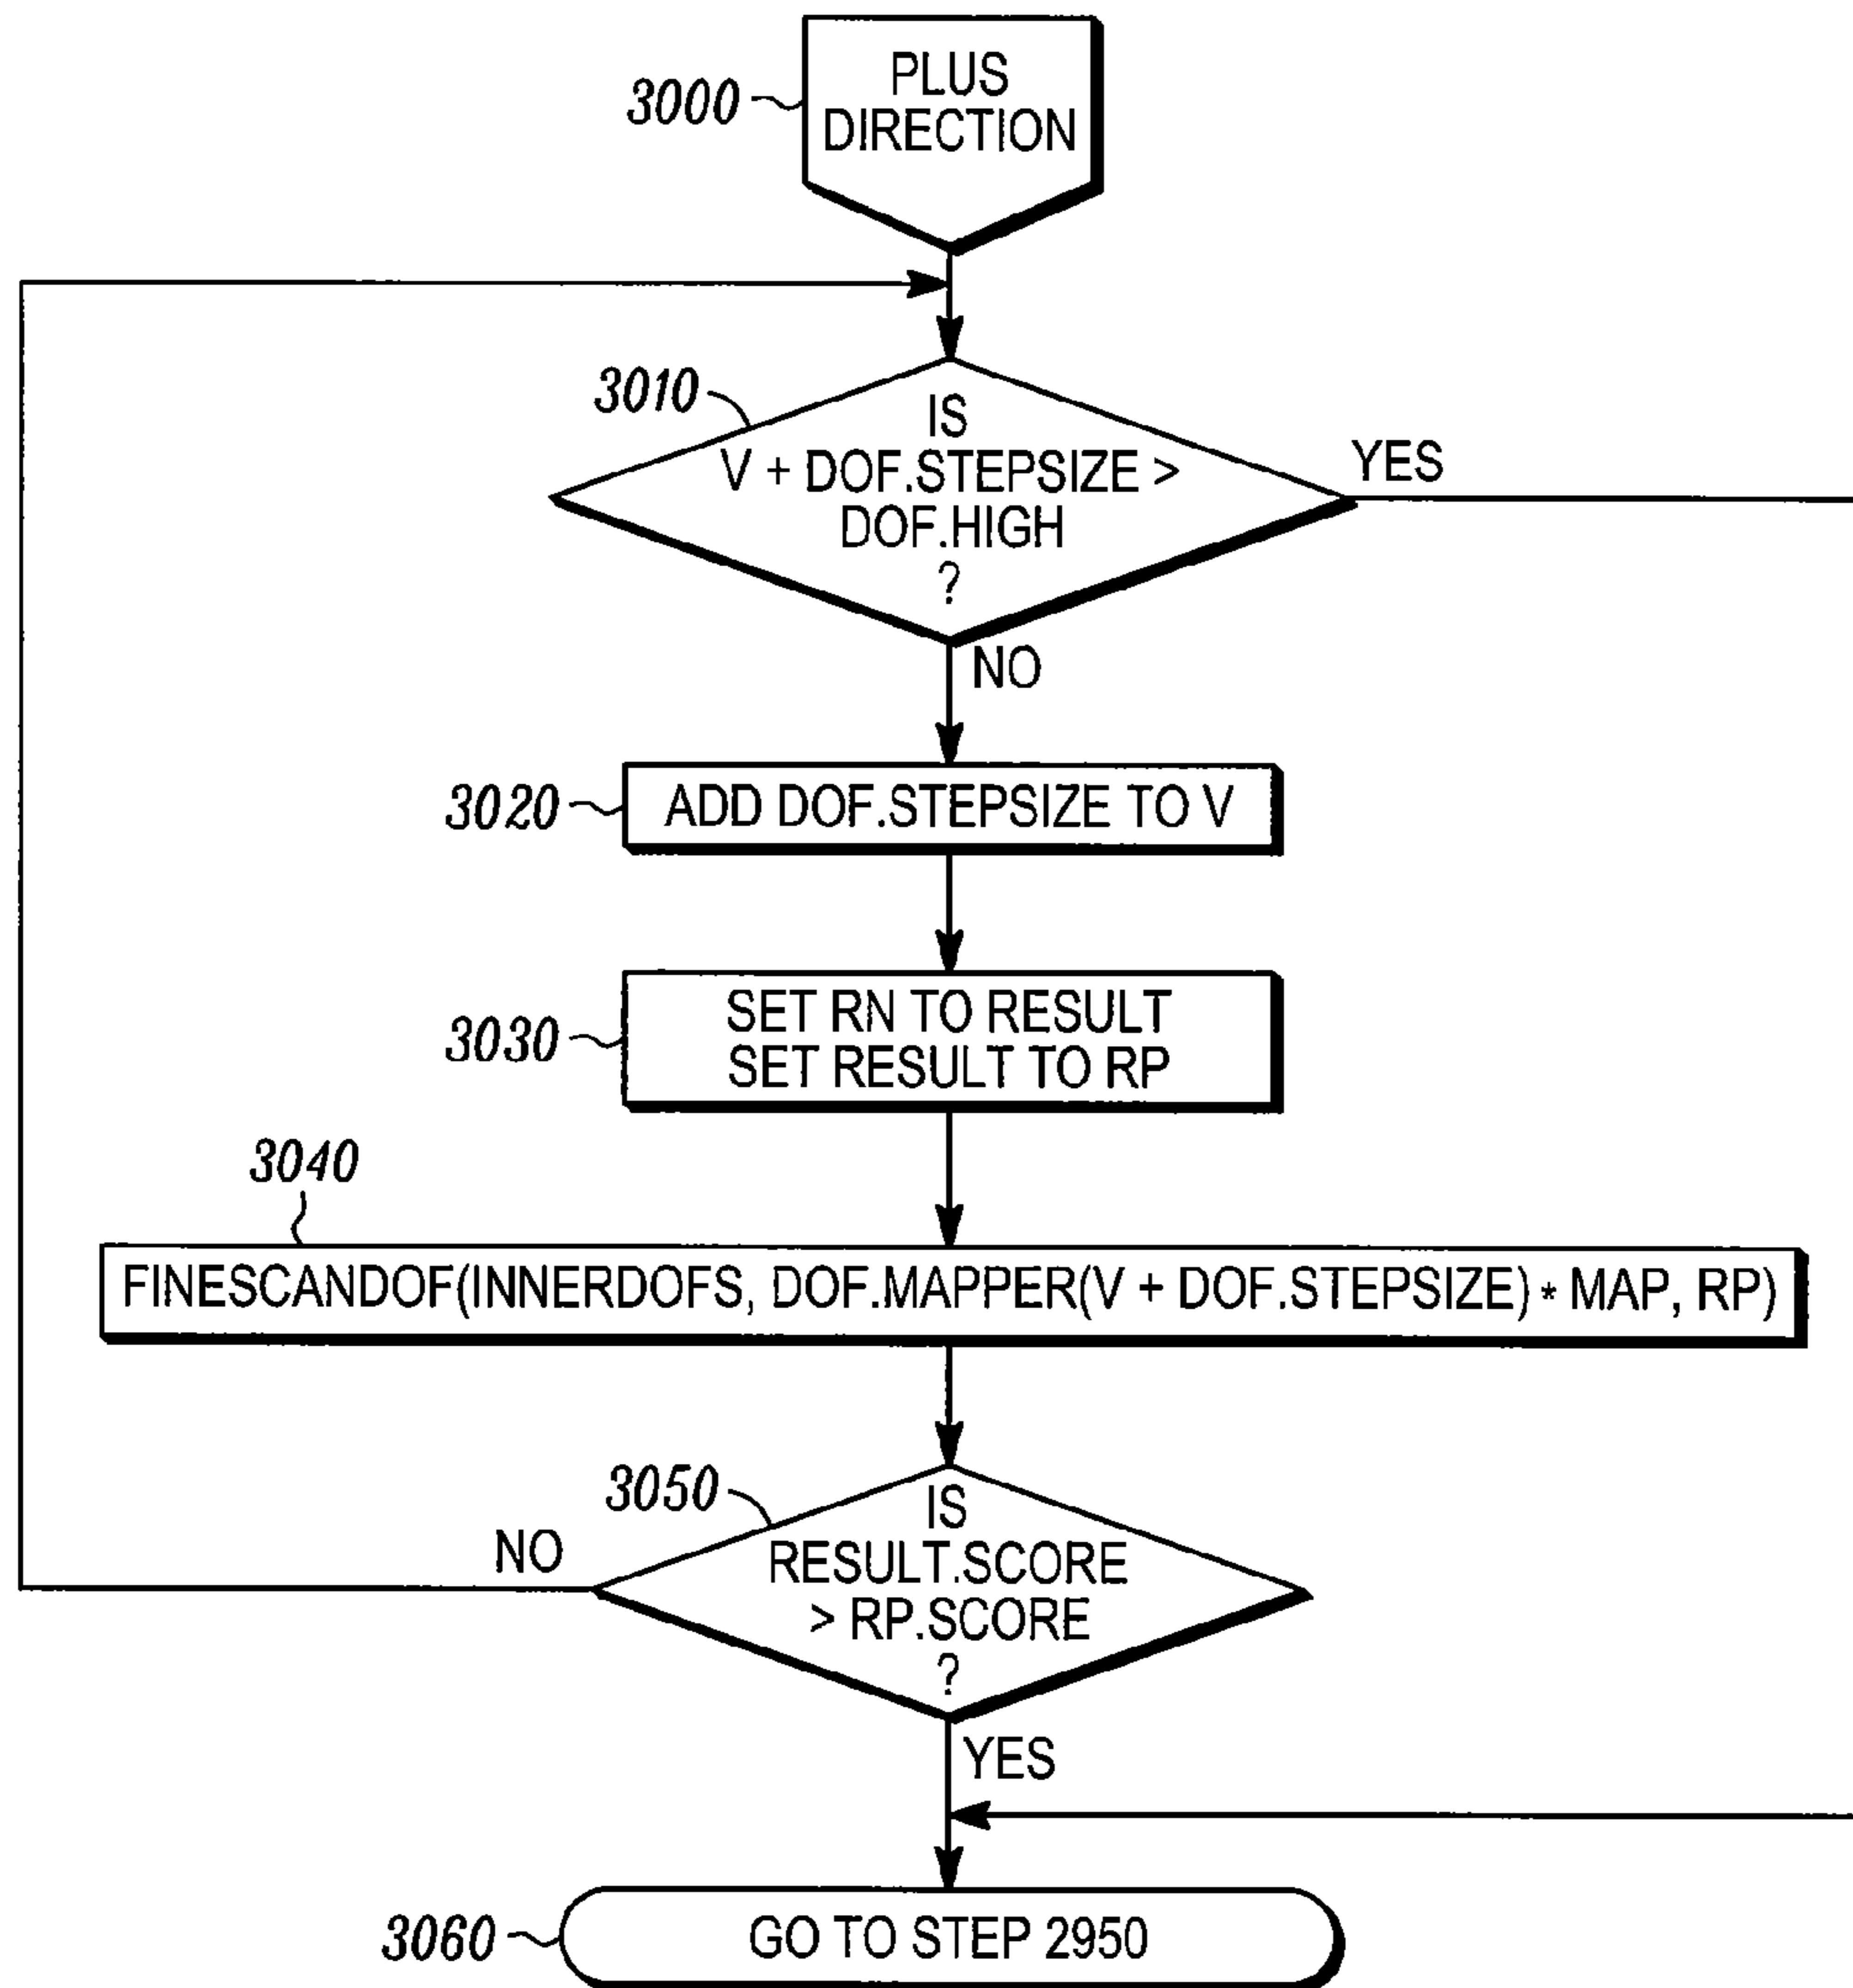 PLUS
DIRECTION
3000
3010
IS
V + DOF.STEPSIZE >
DOF.HIGH
?
YES
NO
3020
ADD DOF.STEPSIZE TO V
3030
SET RN TO RESULT
SET RESULT TO RP
3040
FINESCANDOF(INNERDOFS, DOF.MAPPER(V + DOF.STEPSIZE) * MAP, RP)
3050
IS
RESULT.SCORE
> RP.SCORE
?
NO
YES
3060
GO TO STEP 2950